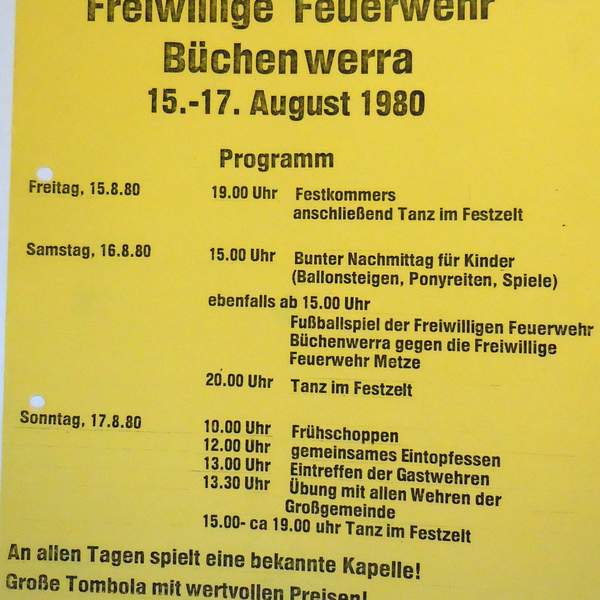 Freiwillige Feuerwehr
Büchenwerra
15.-17. August 1980
Programm
Freitag, 15.8.80 19.00 Uhr Festkommers
anschließend Tanz im Festzelt
Samstag, 16.8.80 15.00 Uhr Bunter Nachmittag für Kinder
(Ballonsteigen, Ponyreiten, Spiele)
ebenfalls ab 15.00 Uhr
Fußballspiel der Freiwilligen Feuerwehr
Büchenwerra gegen die Freiwillige
Feuerwehr Metze
20.00 Uhr Tanz im Festzelt
Sonntag, 17.8.80 10.00 Uhr Frühschoppen
12.00 Uhr gemeinsames Eintopfessen
13.00 Uhr Eintreffen der Gastwehren
13.30 Uhr Übung mit allen Wehren der
Großgemeinde
15.00- ca 19.00 uhr Tanz im Festzelt
An allen Tagen spielt eine bekannte Kapelle!
Große Tombola mit wertvollen Preisen!